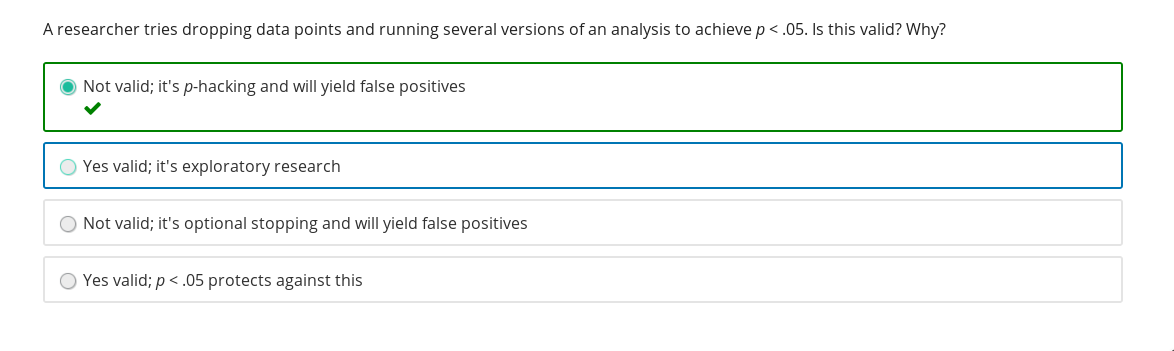 A researcher tries dropping data points and running several versions of an analysis to achieve p < .05. Is this valid? Why?
Not valid; it's p-hacking and will yield false positives
Yes valid; it's exploratory research
Not valid; it's optional stopping and will yield false positives
Yes valid; p < .05 protects against this